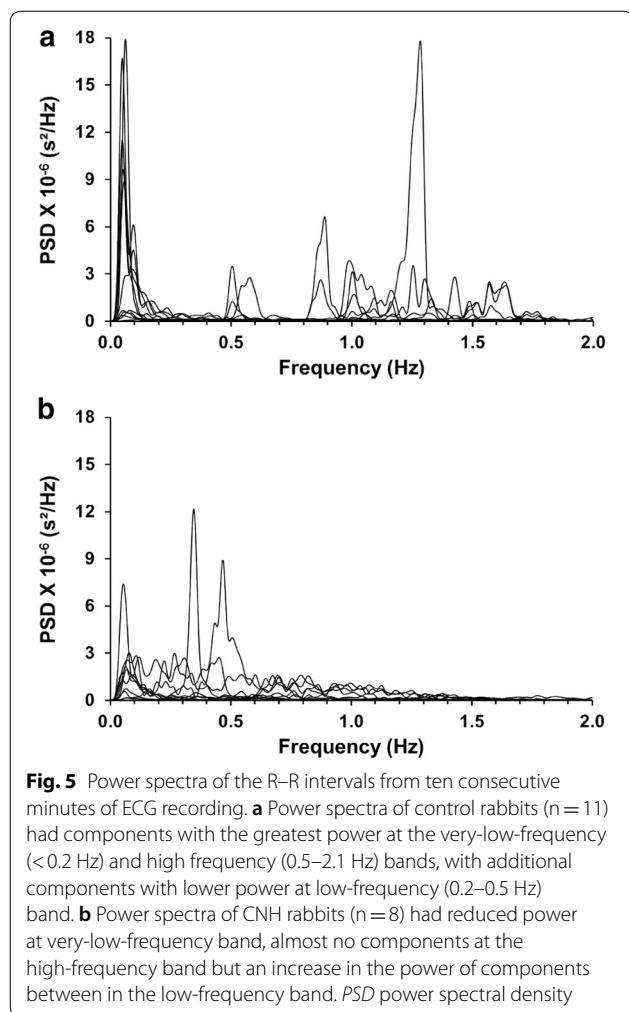 a
18
15
12
9
6
3
0
PSD X 10⁻⁶ (s²/Hz)
0.0 0.5 1.0 1.5 2.0
Frequency (Hz)
b
18
15
12
9
6
3
0
PSD X 10⁻⁶ (s²/Hz)
0.0 0.5 1.0 1.5 2.0
Frequency (Hz)
Fig. 5 Power spectra of the R–R intervals from ten consecutive
minutes of ECG recording. a Power spectra of control rabbits (n = 11)
had components with the greatest power at the very-low-frequency
(< 0.2 Hz) and high frequency (0.5–2.1 Hz) bands, with additional
components with lower power at low-frequency (0.2–0.5 Hz)
band. b Power spectra of CNH rabbits (n = 8) had reduced power
at very-low-frequency band, almost no components at the
high-frequency band but an increase in the power of components
between in the low-frequency band. PSD power spectral density